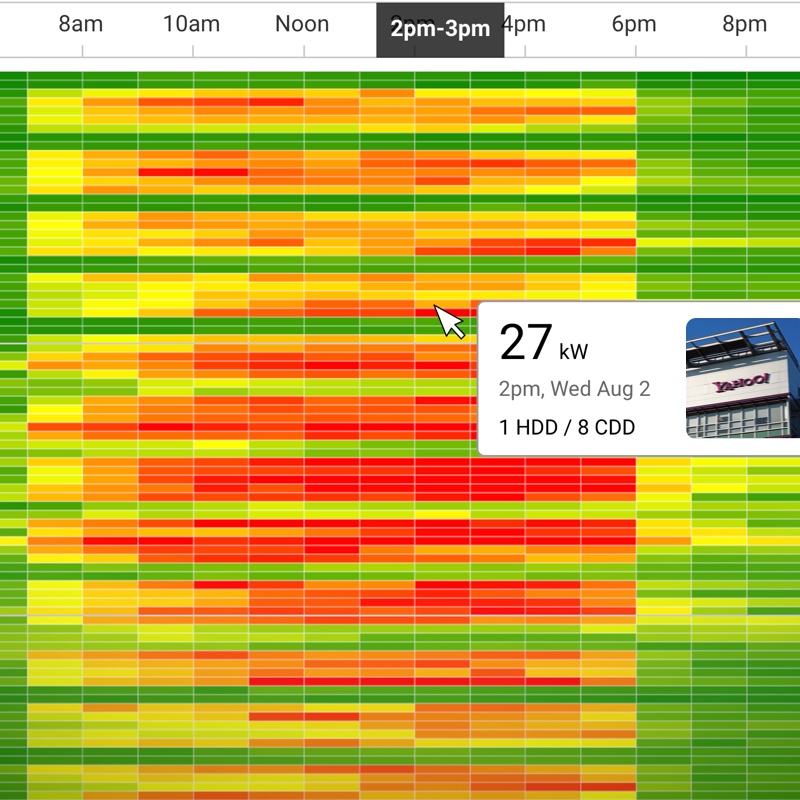 8am 10am Noon 2pm-3pm 4pm 6pm 8pm
27 kW
2pm, Wed Aug 2
1 HDD / 8 CDD
YAHOO!